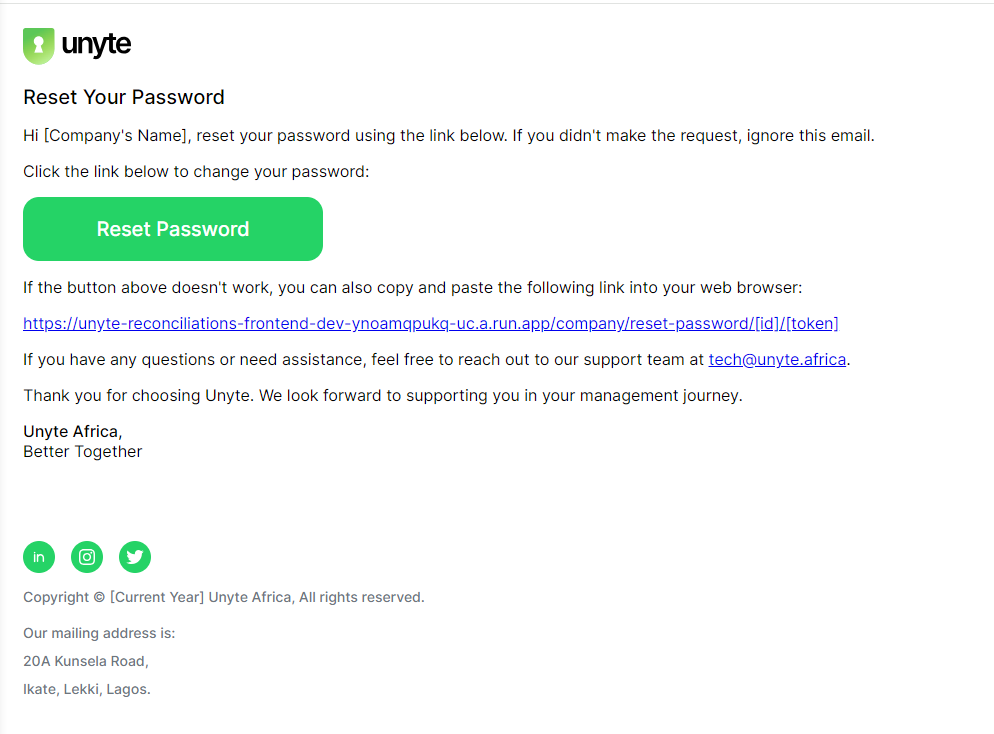 unyte
Reset Your Password
Hi [Company's Name], reset your password using the link below. If you didn't make the request, ignore this email.
Click the link below to change your password:
Reset Password
If the button above doesn't work, you can also copy and paste the following link into your web browser:
https://unyte-reconciliations-frontend-dev-ynoamqpukq-uc.a.run.app/company/reset-password/[id]/[token]
If you have any questions or need assistance, feel free to reach out to our support team at tech@unyte.africa.
Thank you for choosing Unyte. We look forward to supporting you in your management journey.
Unyte Africa,
Better Together
in
Copyright © [Current Year] Unyte Africa, All rights reserved.
Our mailing address is:
20A Kunsela Road,
Ikate, Lekki, Lagos.